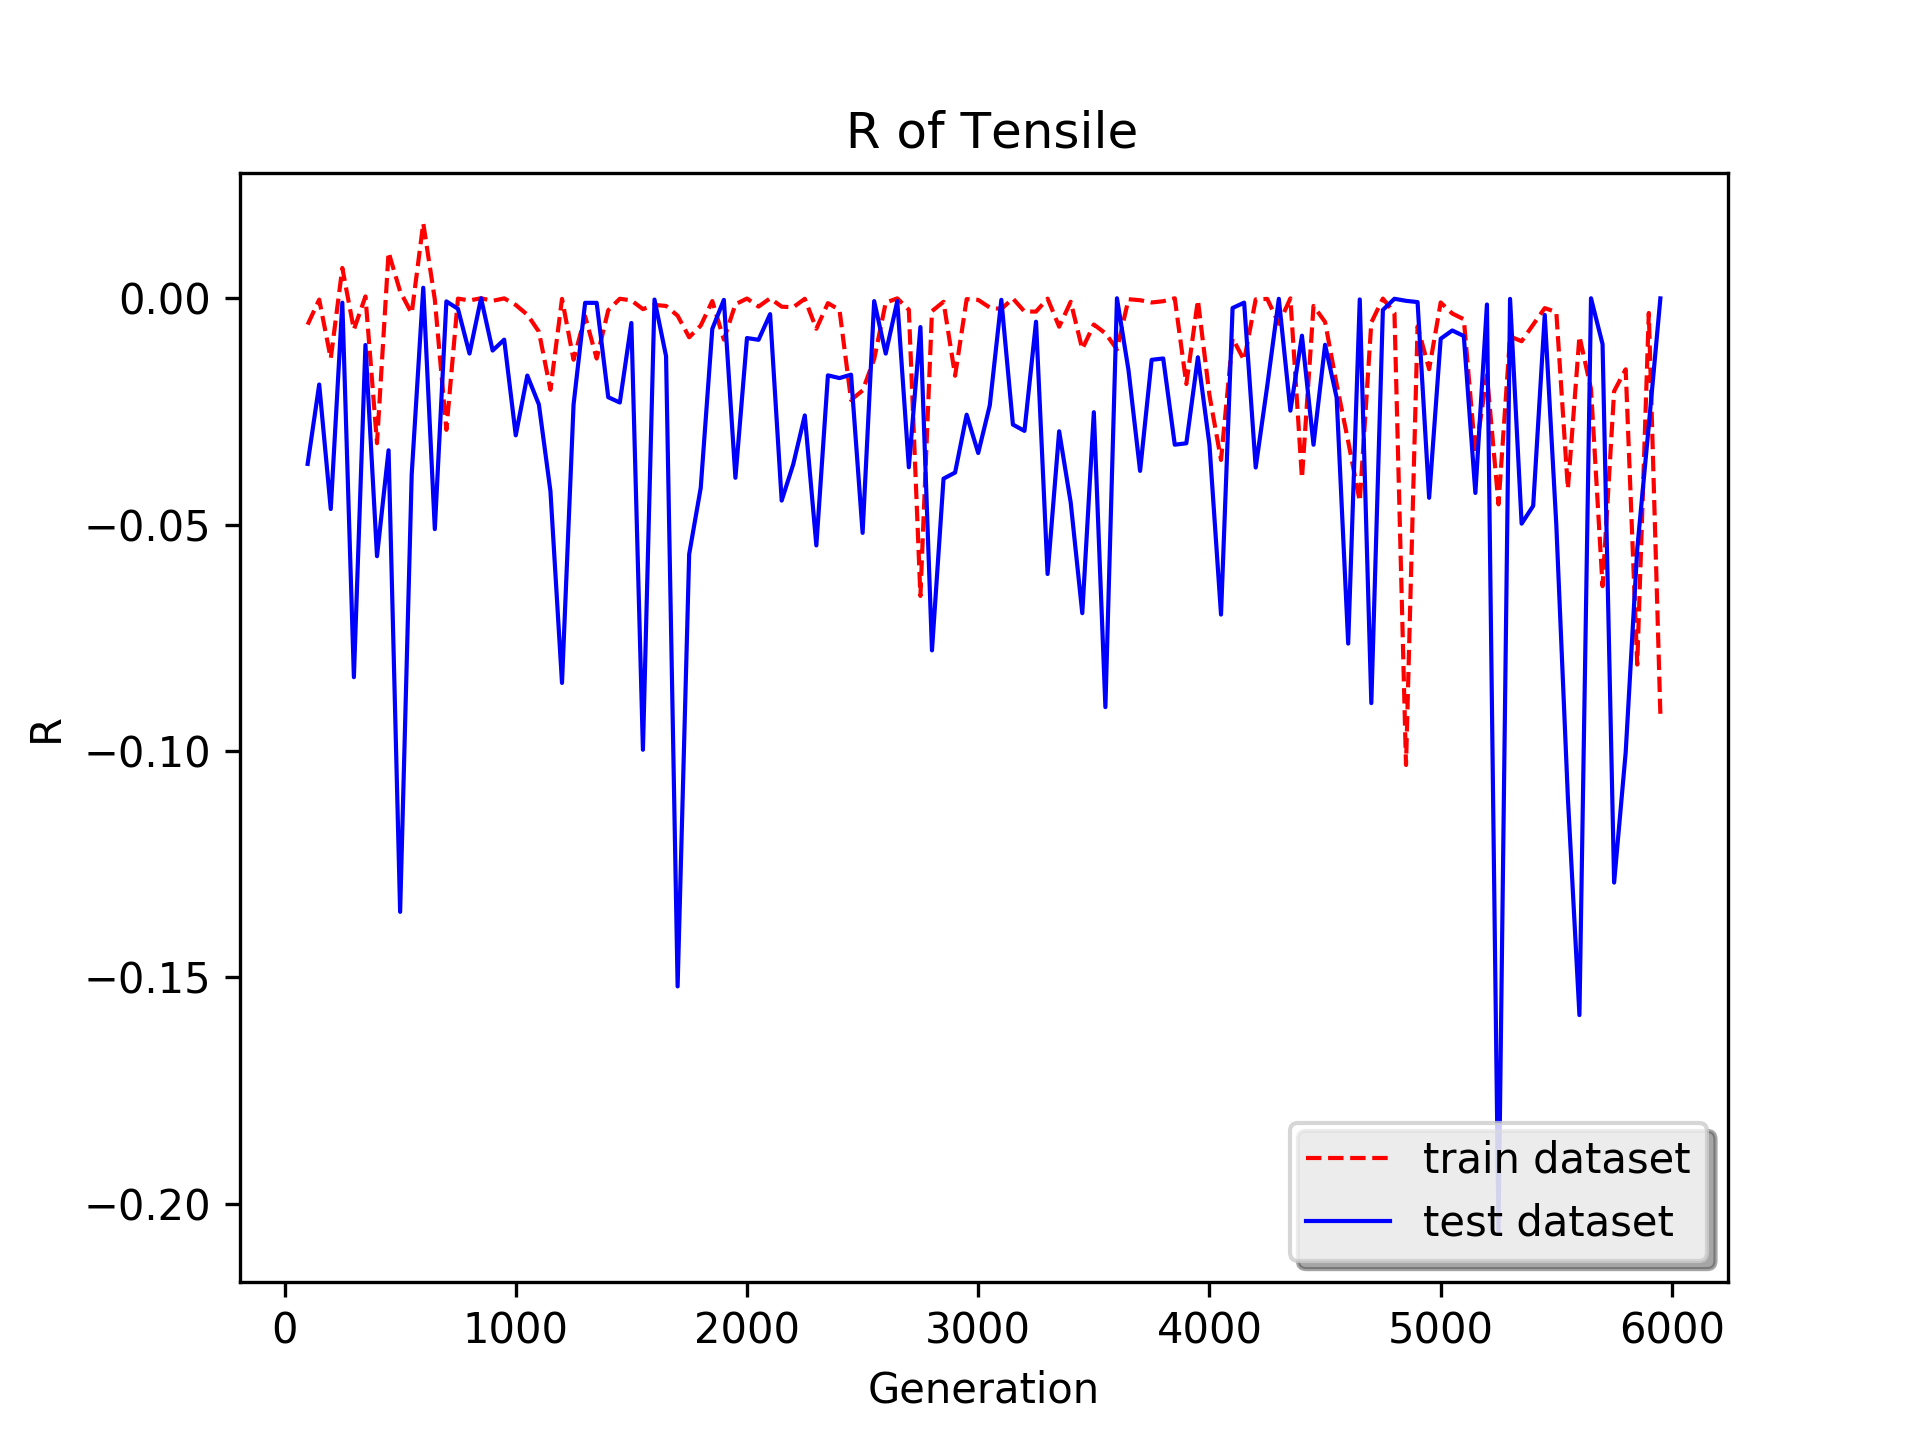 R of Tensile
0.00
−0.05
−0.10
−0.15
−0.20
R
train dataset
test dataset
0 1000 2000 3000 4000 5000 6000
Generation